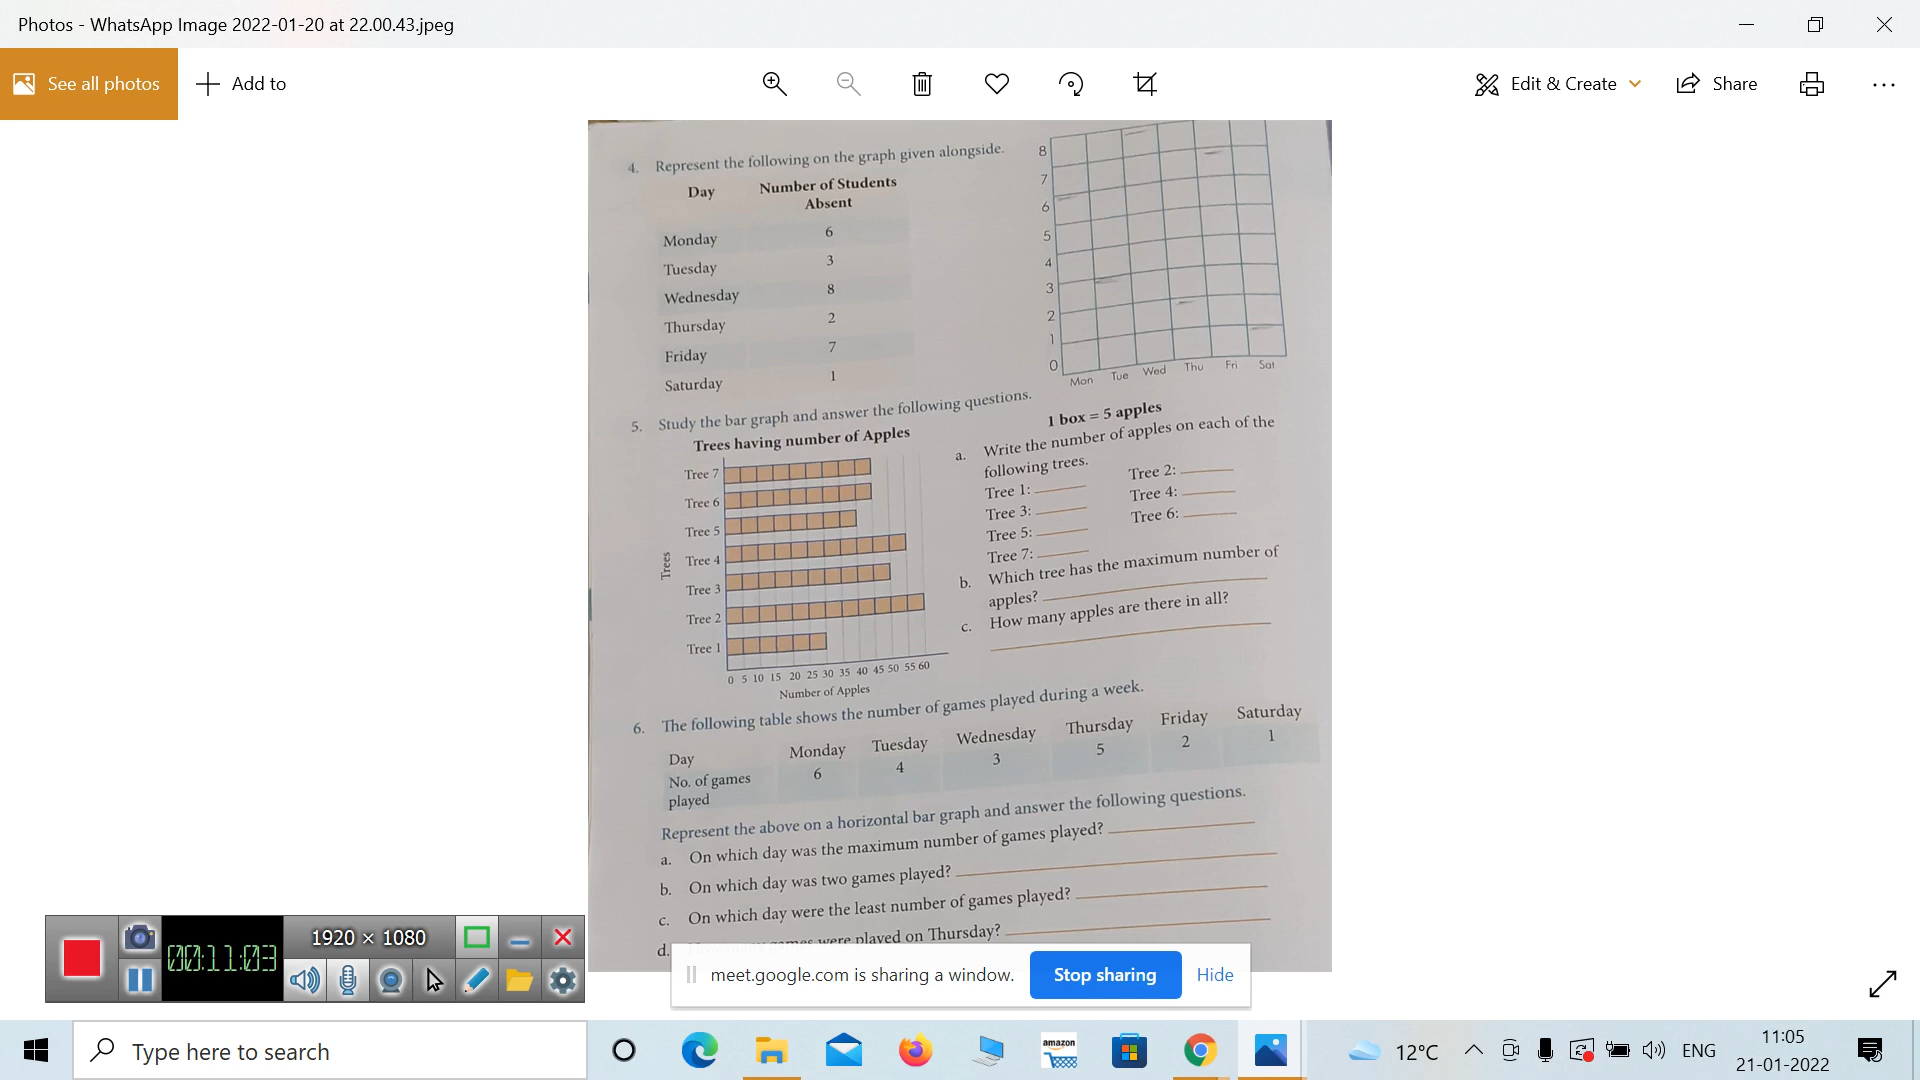 Photos - WhatsApp Image 2022-01-20 at 22.00.43.jpeg
See all photos
Add to
Edit & Create
Share
4. Represent the following on the graph given alongside.
Day Number of Students Absent
Monday 6
Tuesday 3
Wednesday 8
Thursday 2
Friday 7
Saturday 1
8
7
6
5
4
3
2
1
0
Mon Tue Wed Thu Fri Sat
5. Study the bar graph and answer the following questions.
Trees having number of Apples
Tree 7
Tree 6
Tree 5
Tree 4
Tree 3
Tree 2
Tree 1
Trees
0 5 10 15 20 25 30 35 40 45 50 55 60
Number of Apples
1 box = 5 apples
a. Write the number of apples on each of the
following trees.
Tree 1: Tree 2:
Tree 3: Tree 4:
Tree 5: Tree 6:
Tree 7:
b. Which tree has the maximum number of
apples?
c. How many apples are there in all?
6. The following table shows the number of games played during a week.
Day Monday Tuesday Wednesday Thursday Friday Saturday
No. of games played 6 4 3 5 2 1
Represent the above on a horizontal bar graph and answer the following questions.
a. On which day was the maximum number of games played?
b. On which day was two games played?
c. On which day were the least number of games played?
d. were played on Thursday?
00:11:03
1920 × 1080
meet.google.com is sharing a window.
Stop sharing
Hide
Type here to search
amazon
12°C
ENG
11:05
21-01-2022